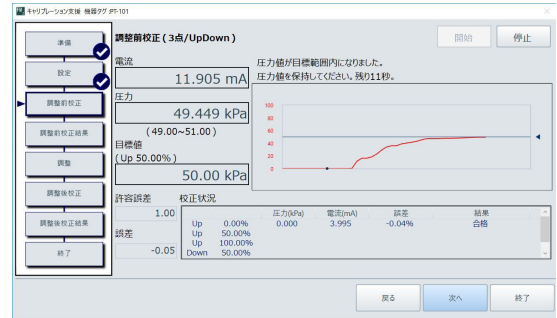 キャリブレーション支援 機器タグ:PT-101
準備
設定
調整前校正
調整前校正結果
調整
調整後校正
調整後校正結果
終了
調整前校正 ( 3点/UpDown )
開始
停止
電流
11.905 mA
圧力
49.449 kPa
( 49.00~51.00 )
目標値
( Up 50.00% )
50.00 kPa
圧力値が目標範囲内になりました。
圧力値を保持してください。残り11秒。
100
80
60
40
20
0
許容誤差
1.00
誤差
-0.05
校正状況
圧力(kPa) 電流(mA) 誤差 結果
Up 0.00% 0.000 3.995 -0.04% 合格
Up 50.00%
Up 100.00%
Down 50.00%
戻る
次へ
終了